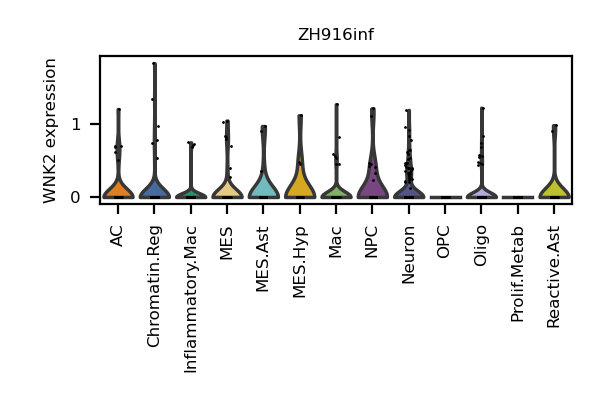 ZH916inf
WNK2 expression
1
0
AC
Chromatin.Reg
Inflammatory.Mac
MES
MES.Ast
MES.Hyp
Mac
NPC
Neuron
OPC
Oligo
Prolif.Metab
Reactive.Ast